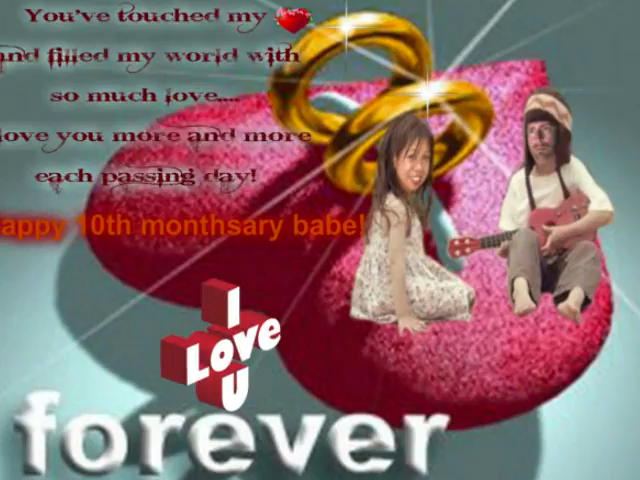 You've touched my
and filled my world with
so much love....
love you more and more
each passing day!
appy 10th monthsary babe!
I
Love
U
forever